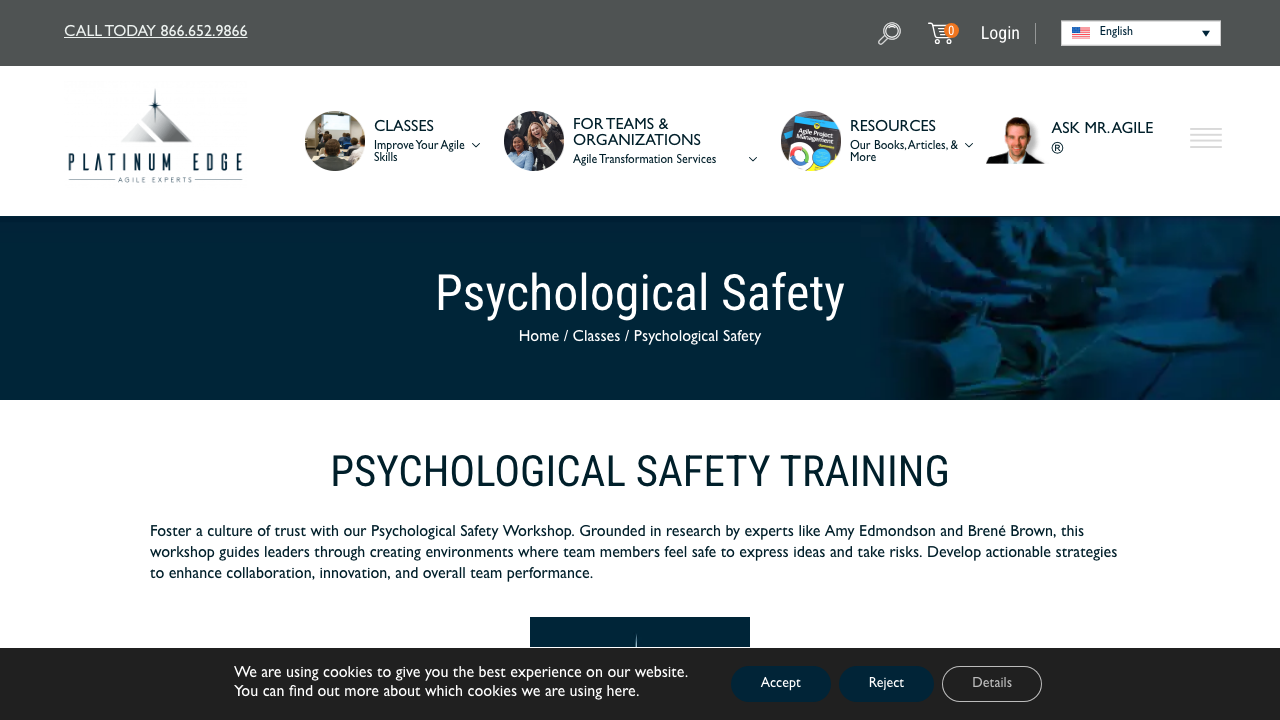 CALL TODAY 866.652.9866
0
Login
English
PLATINUM EDGE
AGILE EXPERTS
CLASSES
Improve Your Agile
Skills
FOR TEAMS &
ORGANIZATIONS
Agile Transformation Services
Agile Project
Management
RESOURCES
Our Books, Articles, &
More
ASK MR. AGILE
®
Psychological Safety
Home / Classes / Psychological Safety
PSYCHOLOGICAL SAFETY TRAINING
Foster a culture of trust with our Psychological Safety Workshop. Grounded in research by experts like Amy Edmondson and Brené Brown, this
workshop guides leaders through creating environments where team members feel safe to express ideas and take risks. Develop actionable strategies
to enhance collaboration, innovation, and overall team performance.
We are using cookies to give you the best experience on our website.
You can find out more about which cookies we are using here.
Accept
Reject
Details